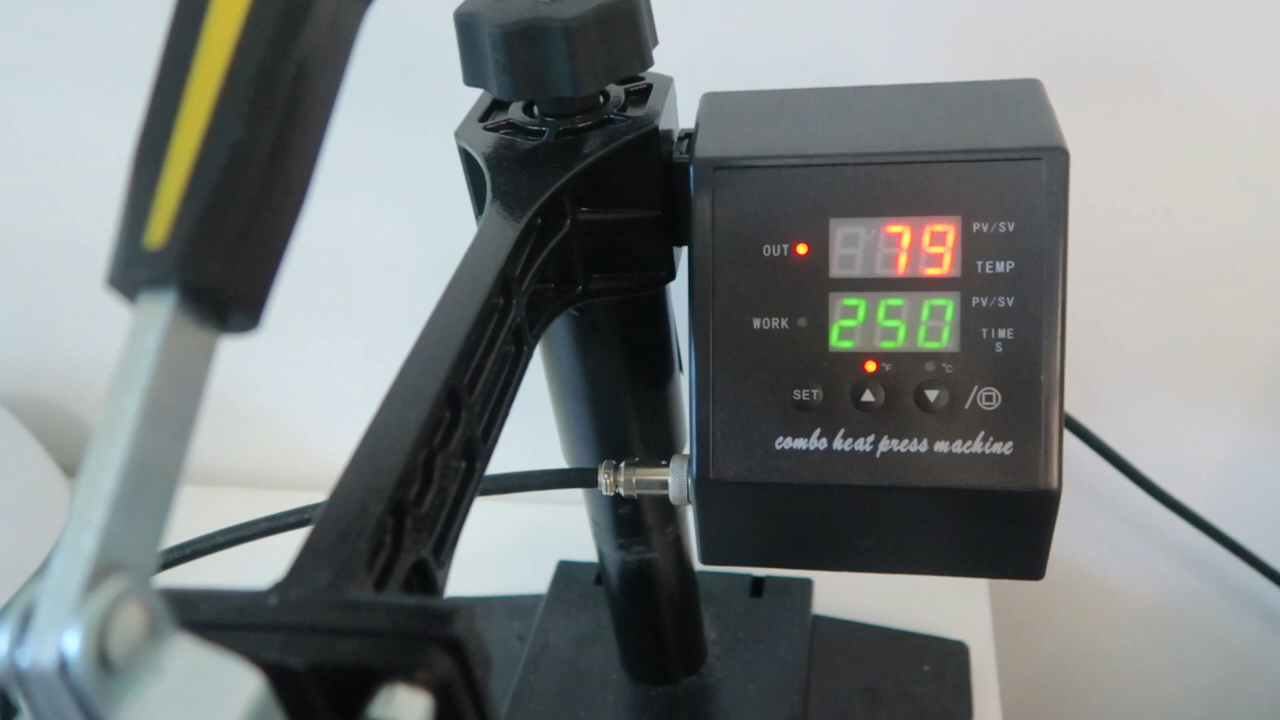 PV/SV
OUT 79 TEMP
PV/SV
WORK 250 TIME
S
°F °C
SET ▲ ▼ /
combo heat press machine